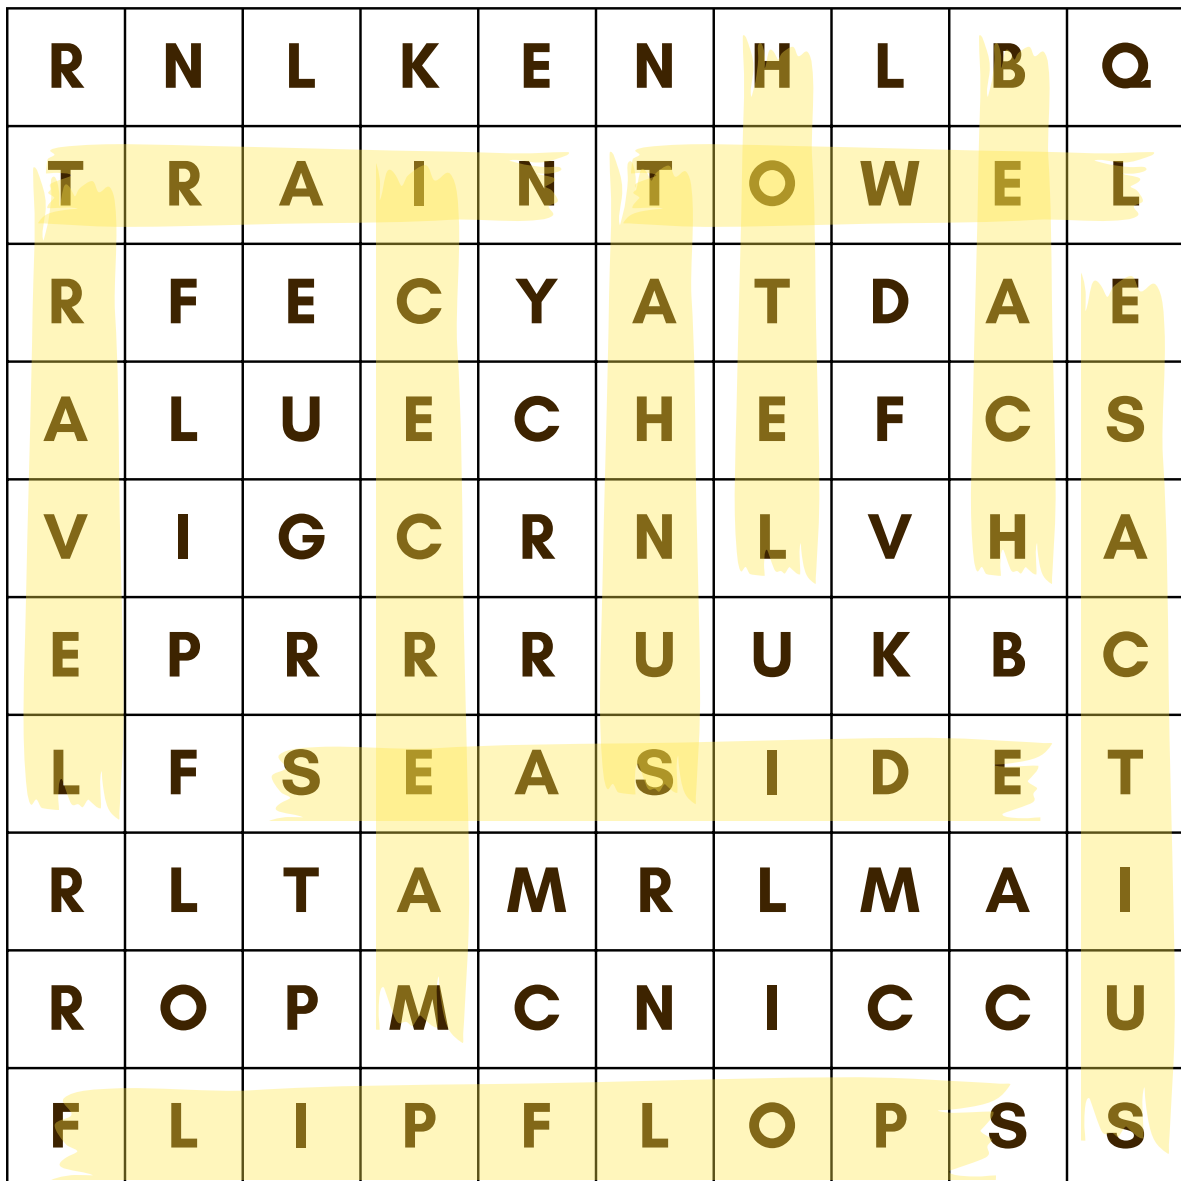 R N L K E N H L B Q
T R A I N T O W E L
R F E C Y A T D A E
A L U E C H E F C S
V I G C R N L V H A
E P R R R U U K B C
L F S E A S I D E T
R L T A M R L M A I
R O P M C N I C C U
F L I P F L O P S S